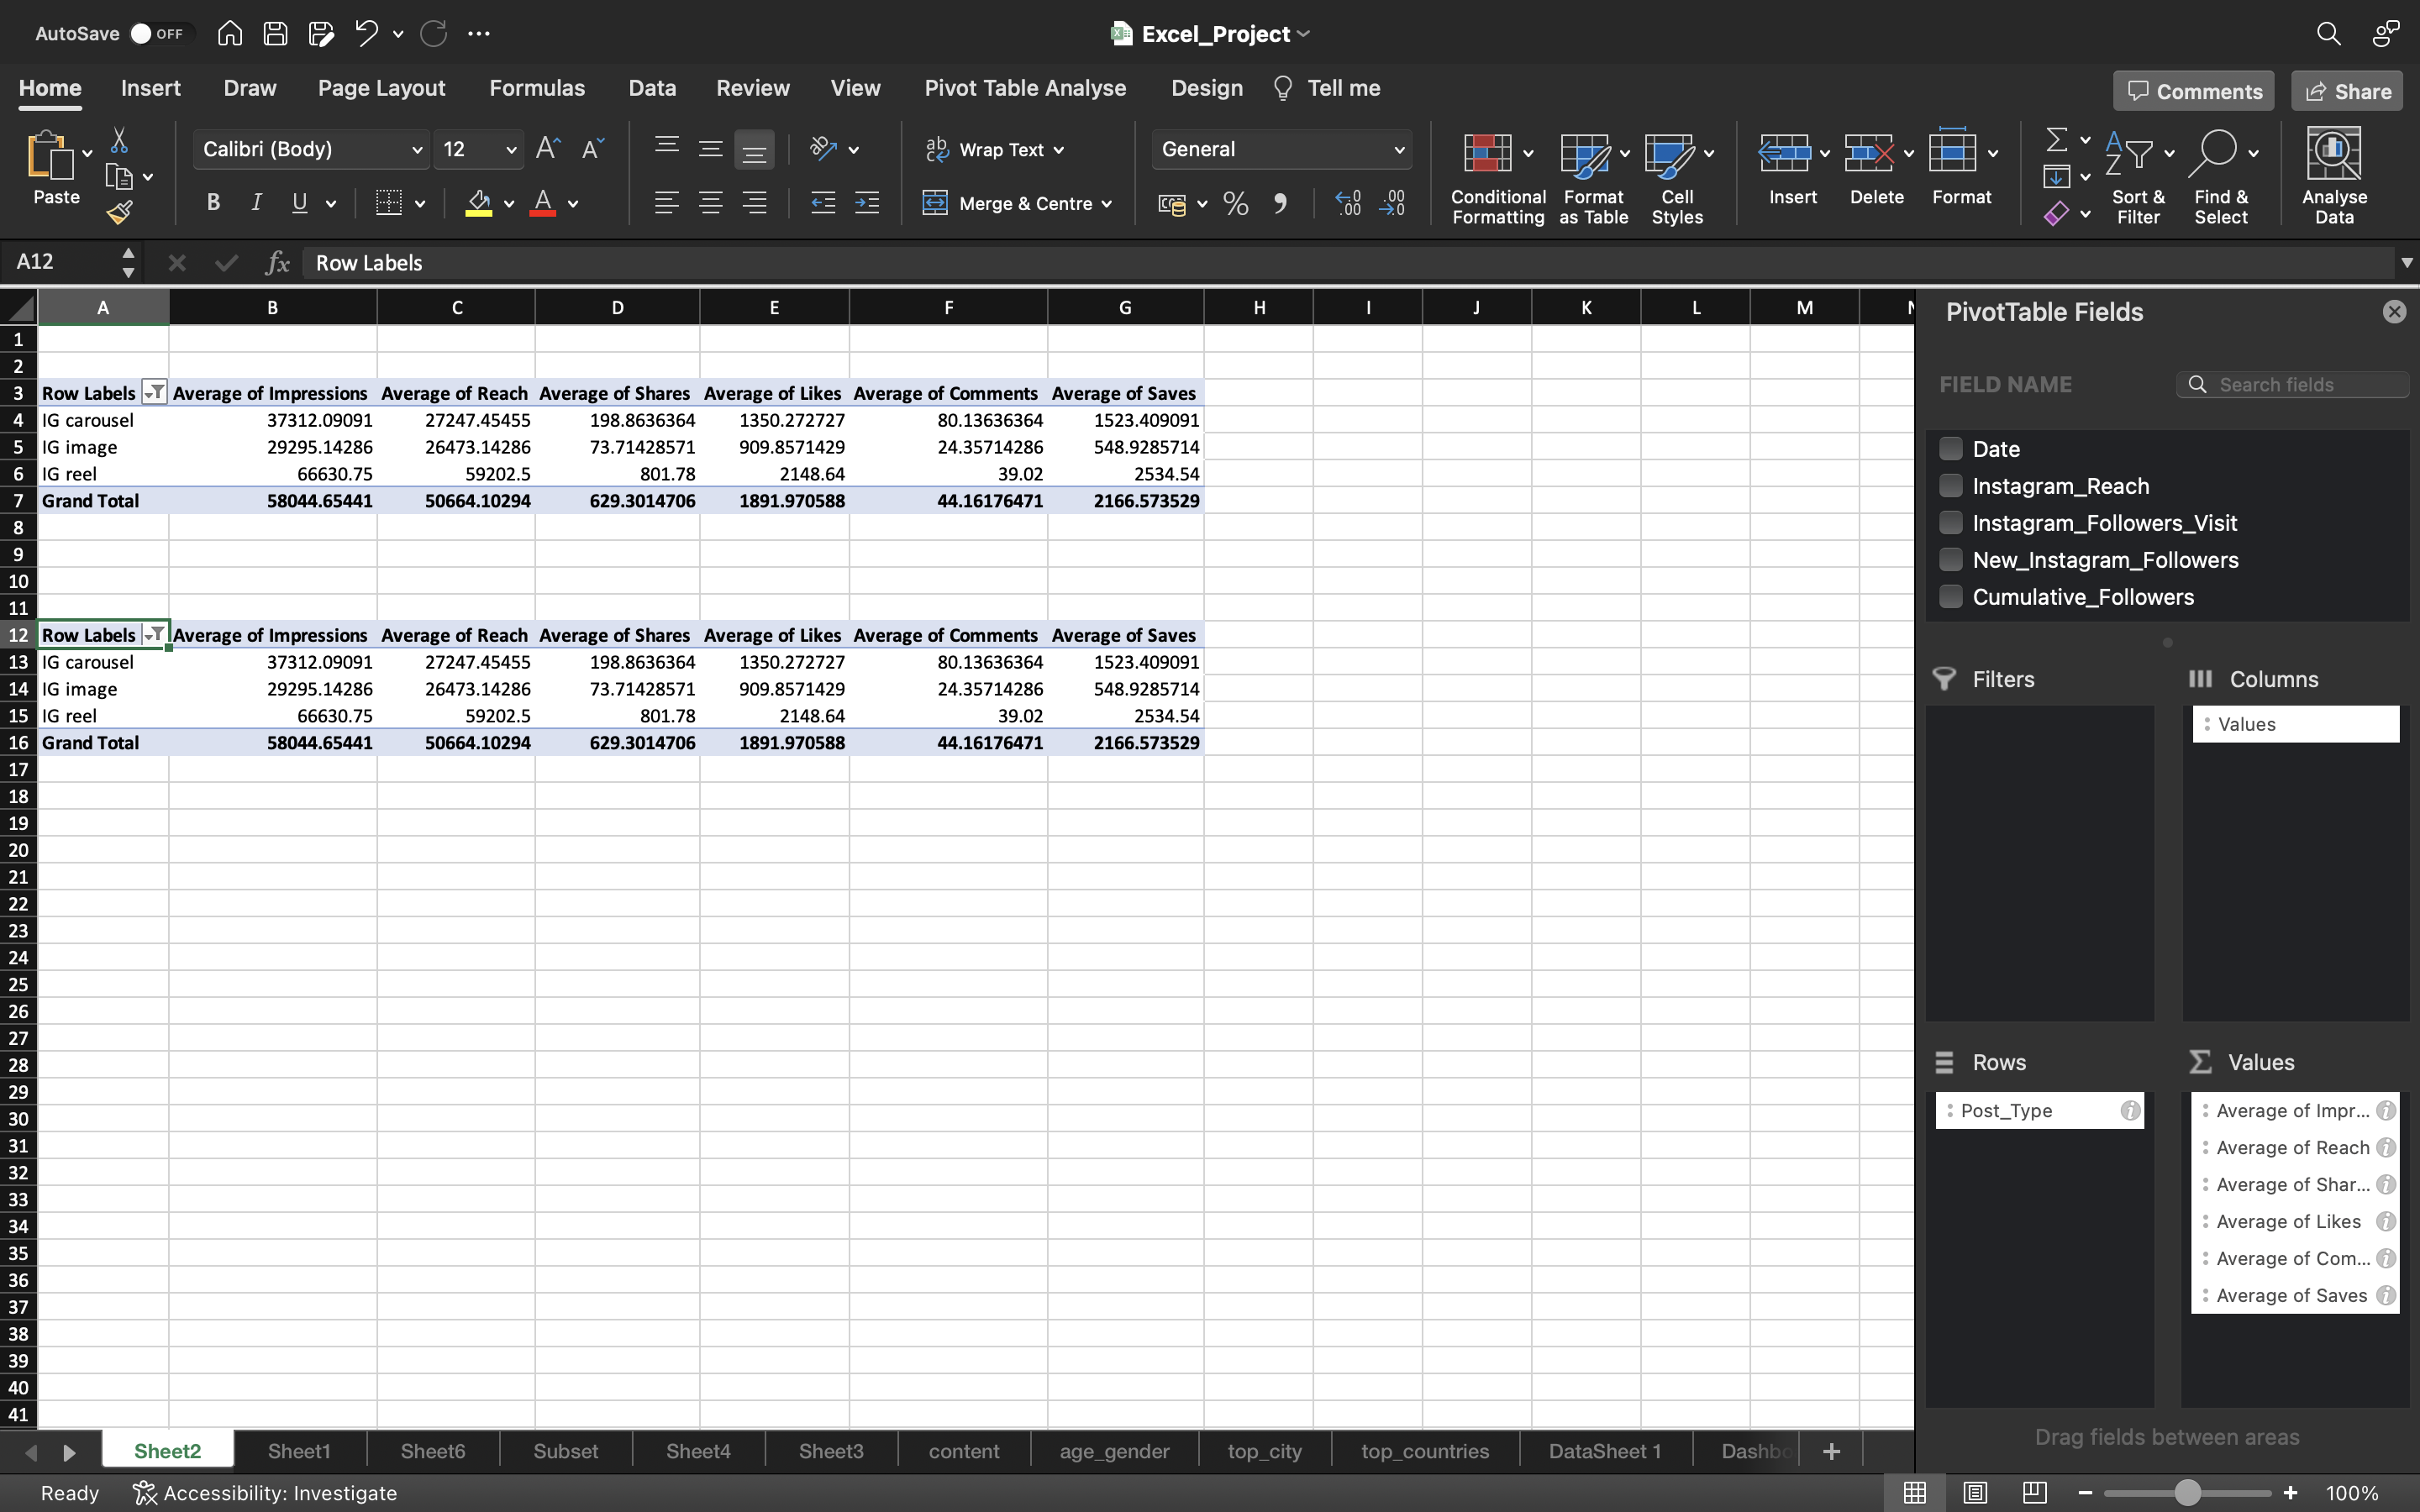 AutoSave OFF Excel_Project
Home Insert Draw Page Layout Formulas Data Review View Pivot Table Analyse Design Tell me Comments Share
Paste Calibri (Body) 12 Wrap Text General Conditional Formatting Format as Table Cell Styles Insert Delete Format Sort & Filter Find & Select Analyse Data
B I U Merge & Centre
A12 fx Row Labels
A B C D E F G H I J K L M
1
2
3 Row Labels Average of Impressions Average of Reach Average of Shares Average of Likes Average of Comments Average of Saves
4 IG carousel 37312.09091 27247.45455 198.8636364 1350.272727 80.13636364 1523.409091
5 IG image 29295.14286 26473.14286 73.71428571 909.8571429 24.35714286 548.9285714
6 IG reel 66630.75 59202.5 801.78 2148.64 39.02 2534.54
7 Grand Total 58044.65441 50664.10294 629.3014706 1891.970588 44.16176471 2166.573529
8
9
10
11
12 Row Labels Average of Impressions Average of Reach Average of Shares Average of Likes Average of Comments Average of Saves
13 IG carousel 37312.09091 27247.45455 198.8636364 1350.272727 80.13636364 1523.409091
14 IG image 29295.14286 26473.14286 73.71428571 909.8571429 24.35714286 548.9285714
15 IG reel 66630.75 59202.5 801.78 2148.64 39.02 2534.54
16 Grand Total 58044.65441 50664.10294 629.3014706 1891.970588 44.16176471 2166.573529
17
18
19
20
21
22
23
24
25
26
27
28
29
30
31
32
33
34
35
36
37
38
39
40
41
PivotTable Fields
FIELD NAME Search fields
Date
Instagram_Reach
Instagram_Followers_Visit
New_Instagram_Followers
Cumulative_Followers
Filters Columns
Values
Rows Values
Post_Type Average of Impr...
Average of Reach
Average of Shar...
Average of Likes
Average of Com...
Average of Saves
Drag fields between areas
Sheet2 Sheet1 Sheet6 Subset Sheet4 Sheet3 content age_gender top_city top_countries DataSheet 1 Dashbo
Ready Accessibility: Investigate 100%